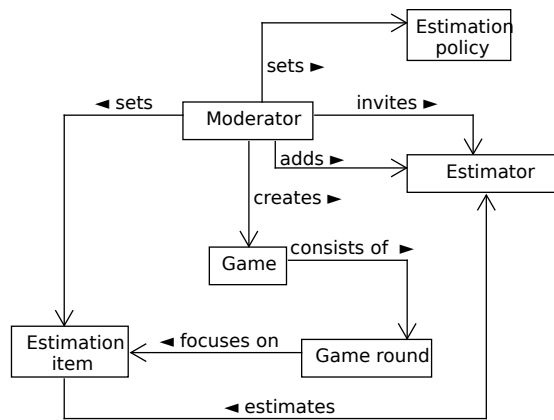 Estimation
policy
sets ►
◄ sets
invites ►
Moderator
adds ►
Estimator
creates ►
consists of ►
Game
Estimation
item
◄ focuses on
Game round
◄ estimates